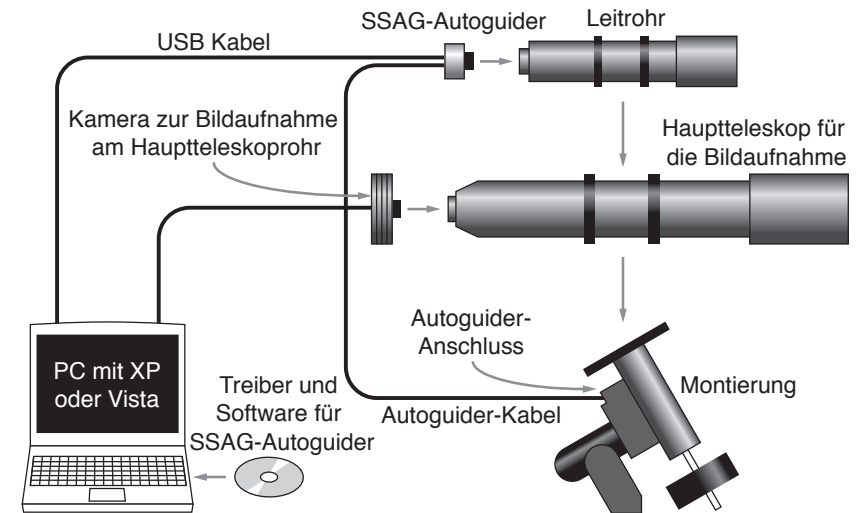 SSAG-Autoguider
Leitrohr
USB Kabel
Kamera zur Bildaufnahme
am Hauptteleskoprohr
Hauptteleskop für
die Bildaufnahme
Autoguider-
Anschluss
PC mit XP
oder Vista
Treiber und
Software für
SSAG-Autoguider
Autoguider-Kabel
Montierung